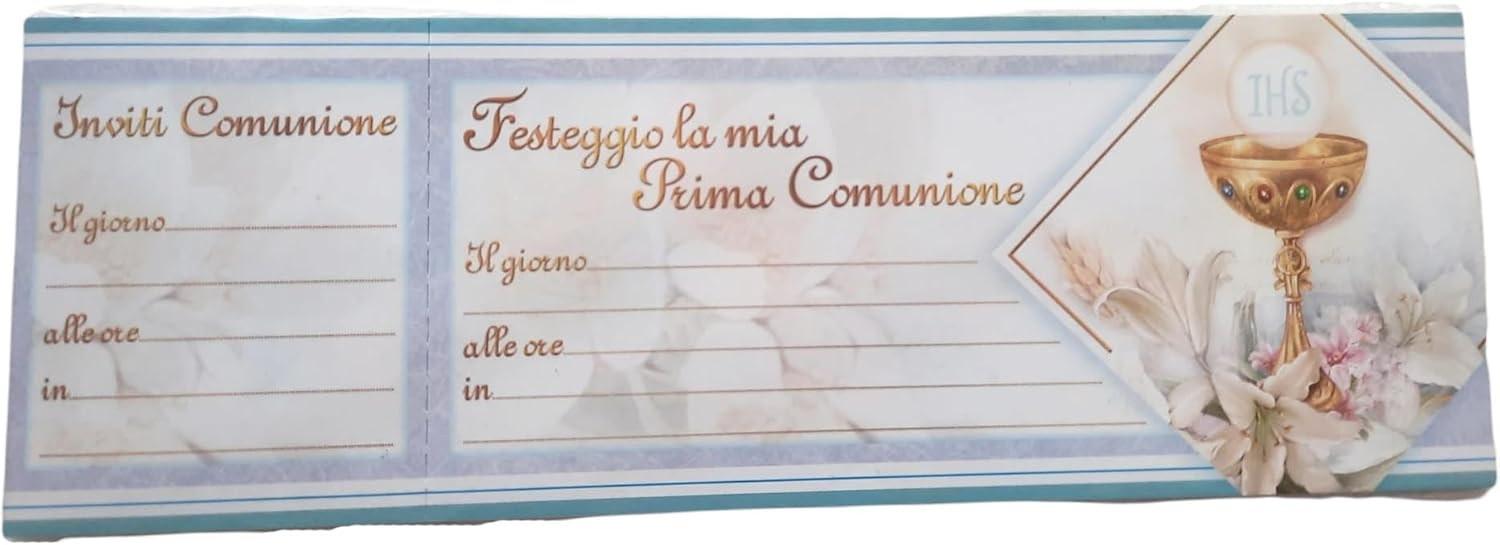 Inviti Comunione
Il giorno
alle ore
in
Festeggio la mia
Prima Comunione
Il giorno
alle ore
in
IHS